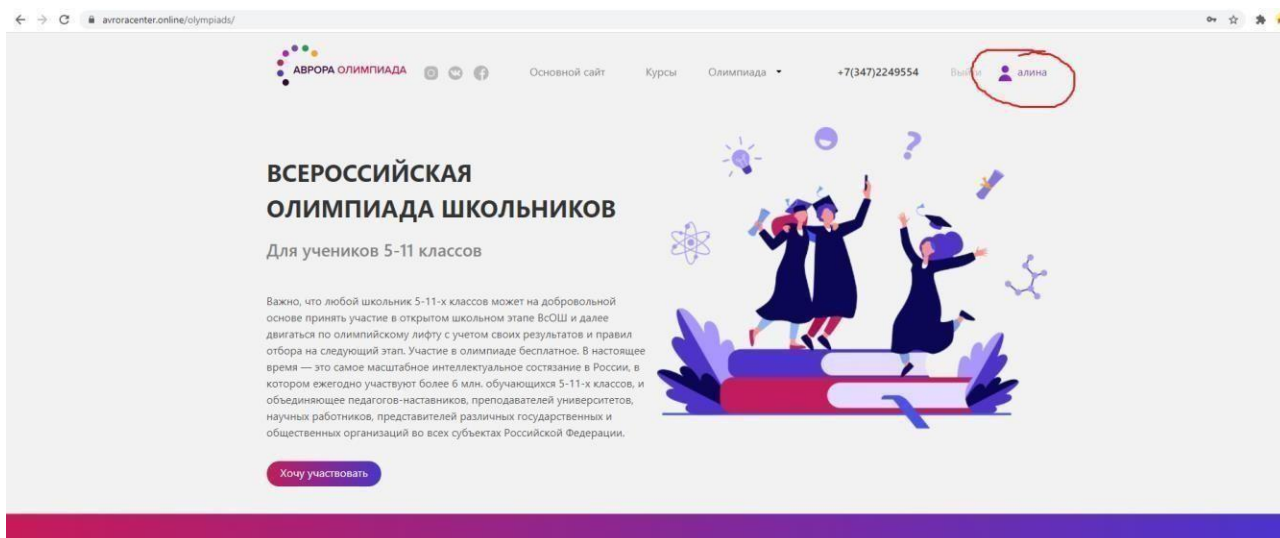 avroracenter.online/olympiads/
АВРОРА ОЛИМПИАДА
Основной сайт
Курсы
Олимпиада
+7(347)2249554
Выйти
алина
ВСЕРОССИЙСКАЯ
ОЛИМПИАДА ШКОЛЬНИКОВ
Для учеников 5-11 классов
Важно, что любой школьник 5-11-х классов может на добровольной
основе принять участие в открытом школьном этапе ВсОШ и далее
двигаться по олимпийскому лифту с учетом своих результатов и правил
отбора на следующий этап. Участие в олимпиаде бесплатное. В настоящее
время — это самое масштабное интеллектуальное состязание в России, в
котором ежегодно участвуют более 6 млн. обучающихся 5-11-х классов, и
объединяющее педагогов-наставников, преподавателей университетов,
научных работников, представителей различных государственных и
общественных организаций во всех субъектах Российской Федерации.
Хочу участвовать